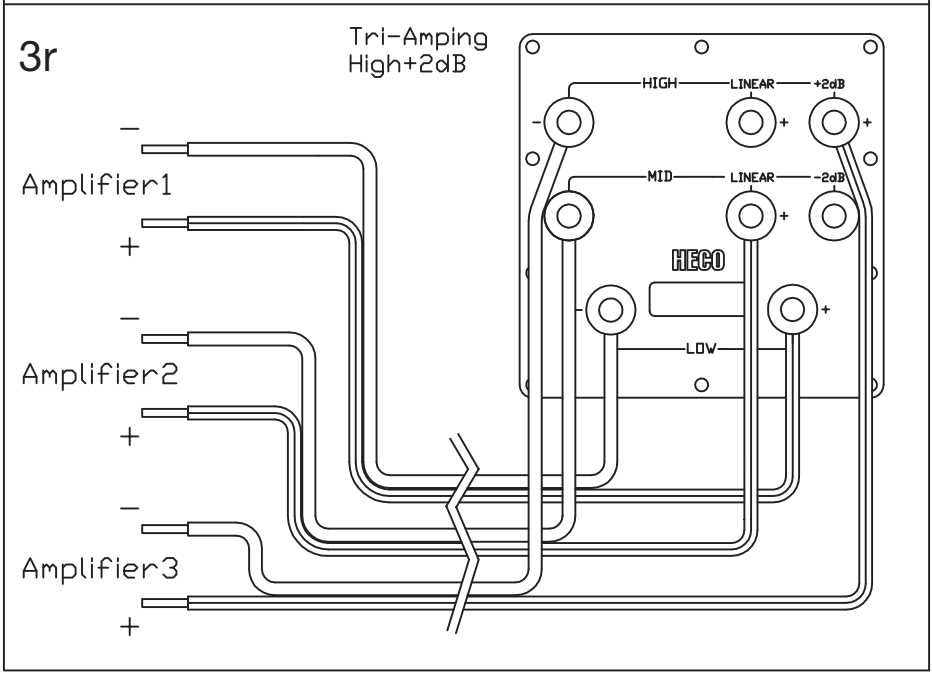 3r
Tri-Amping
High+2dB
HIGH LINEAR +2dB
- + +
MID LINEAR -2dB
+
HECO
- +
LOW
−
Amplifier1
+
−
Amplifier2
+
−
Amplifier3
+